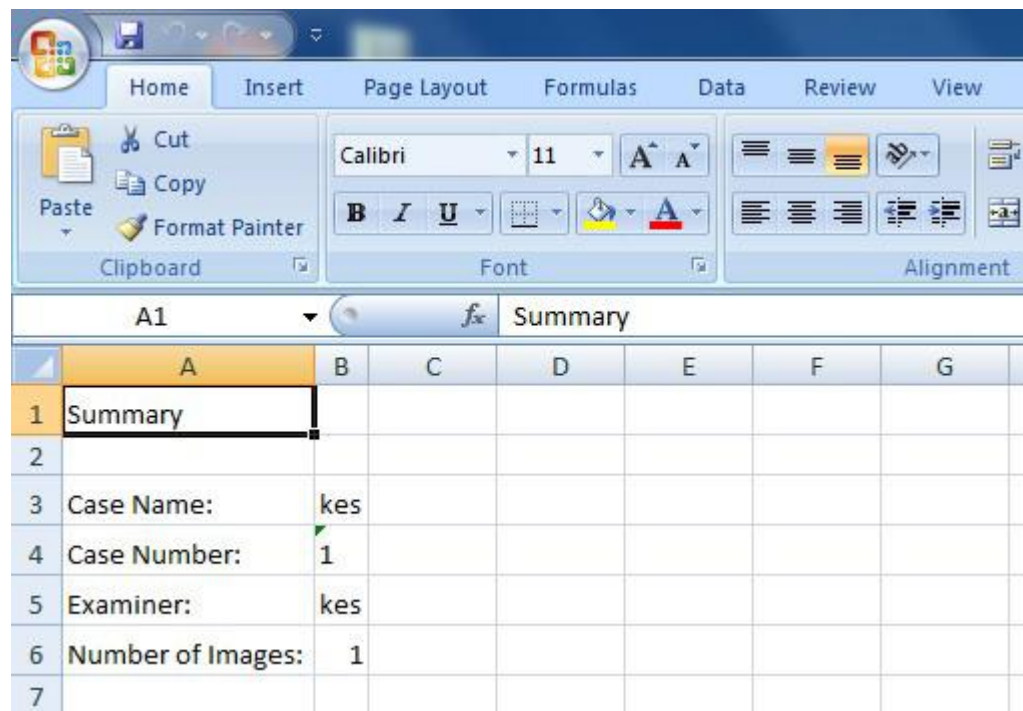 Home Insert Page Layout Formulas Data Review View
Cut
Copy
Paste
Format Painter
Clipboard
Calibri 11 A A
B I U A
Font
a
Alignment
A1 fx Summary
A B C D E F G
1 Summary
2
3 Case Name: kes
4 Case Number: 1
5 Examiner: kes
6 Number of Images: 1
7